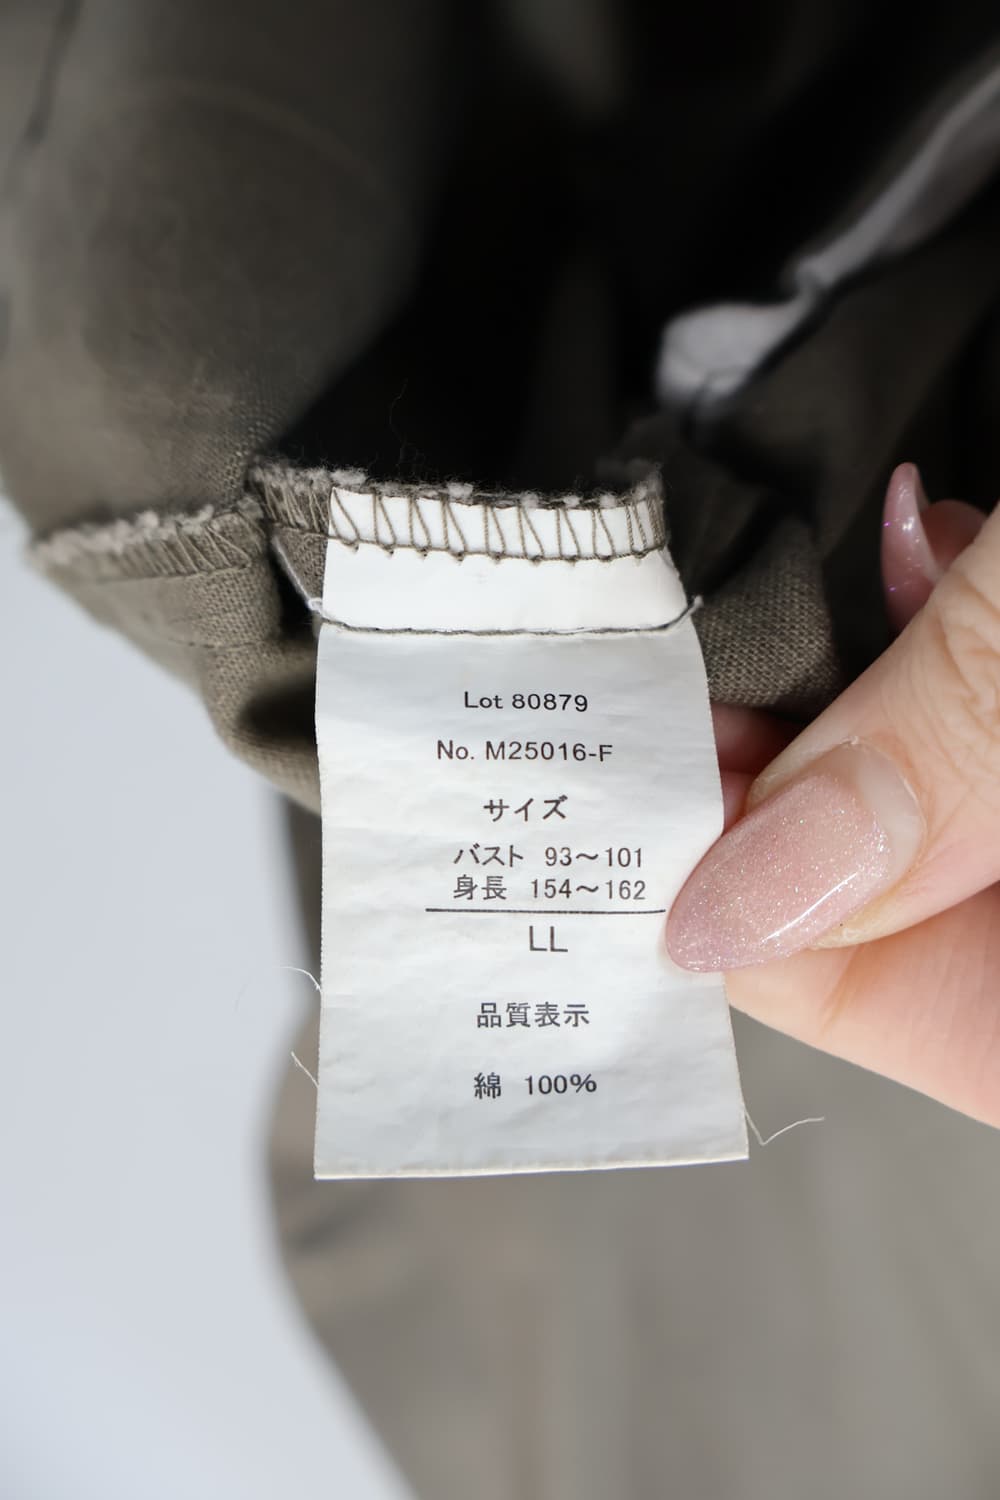 Lot 80879
No. M25016-F
サイズ
バスト 93～101
身長 154～162
LL
品質表示
綿 100%